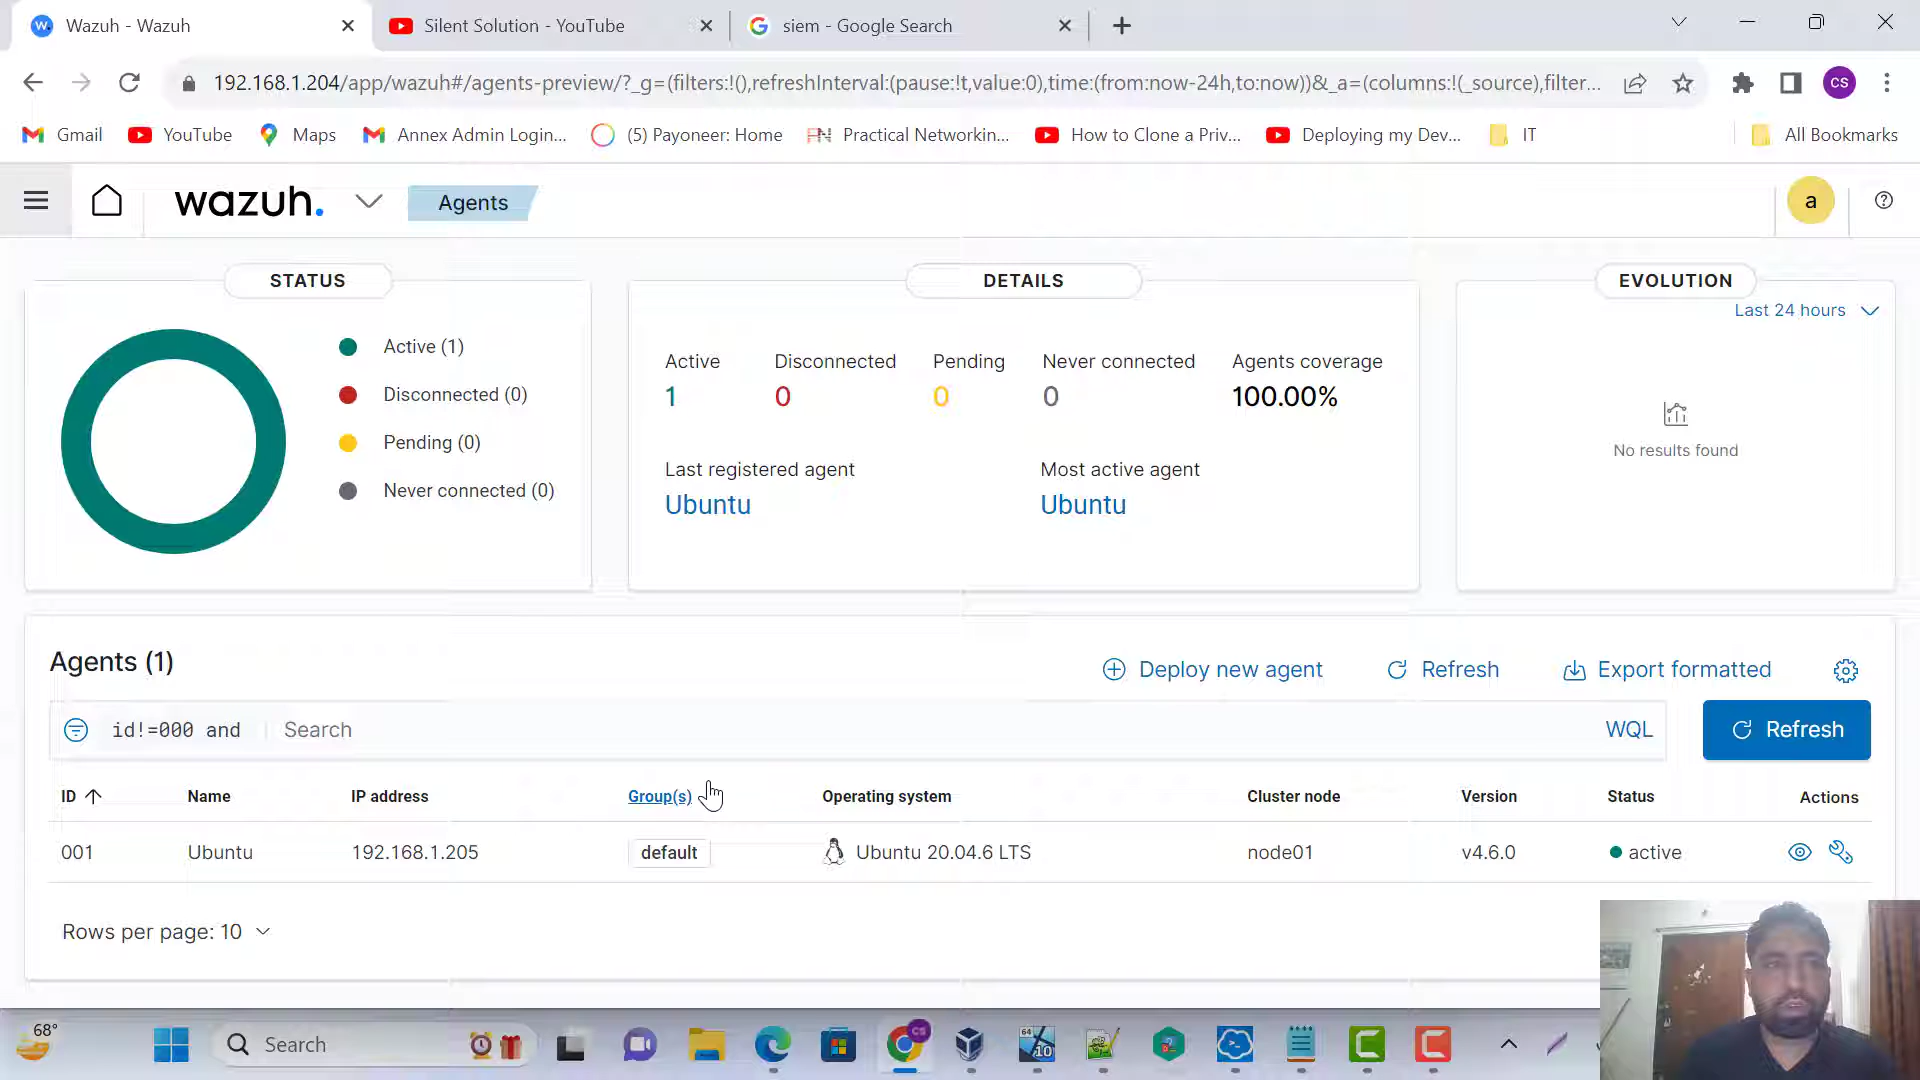 Wazuh - Wazuh
Silent Solution - YouTube
siem - Google Search
192.168.1.204/app/wazuh#/agents-preview/?_g=(filters:!(),refreshInterval:(pause:!t,value:0),time:(from:now-24h,to:now))&_a=(columns:!(_source),filter...
CS
Gmail
YouTube
Maps
Annex Admin Login...
(5) Payoneer: Home
Practical Networkin...
How to Clone a Priv...
Deploying my Dev...
IT
All Bookmarks
wazuh.
Agents
a
STATUS
Active (1)
Disconnected (0)
Pending (0)
Never connected (0)
DETAILS
Active
Disconnected
Pending
Never connected
Agents coverage
1
0
0
0
100.00%
Last registered agent
Most active agent
Ubuntu
Ubuntu
EVOLUTION
Last 24 hours
No results found
Agents (1)
Deploy new agent
Refresh
Export formatted
id!=000 and
Search
WQL
Refresh
ID
Name
IP address
Group(s)
Operating system
Cluster node
Version
Status
Actions
001
Ubuntu
192.168.1.205
default
Ubuntu 20.04.6 LTS
node01
v4.6.0
active
Rows per page: 10
68°
Search
CS
64
10